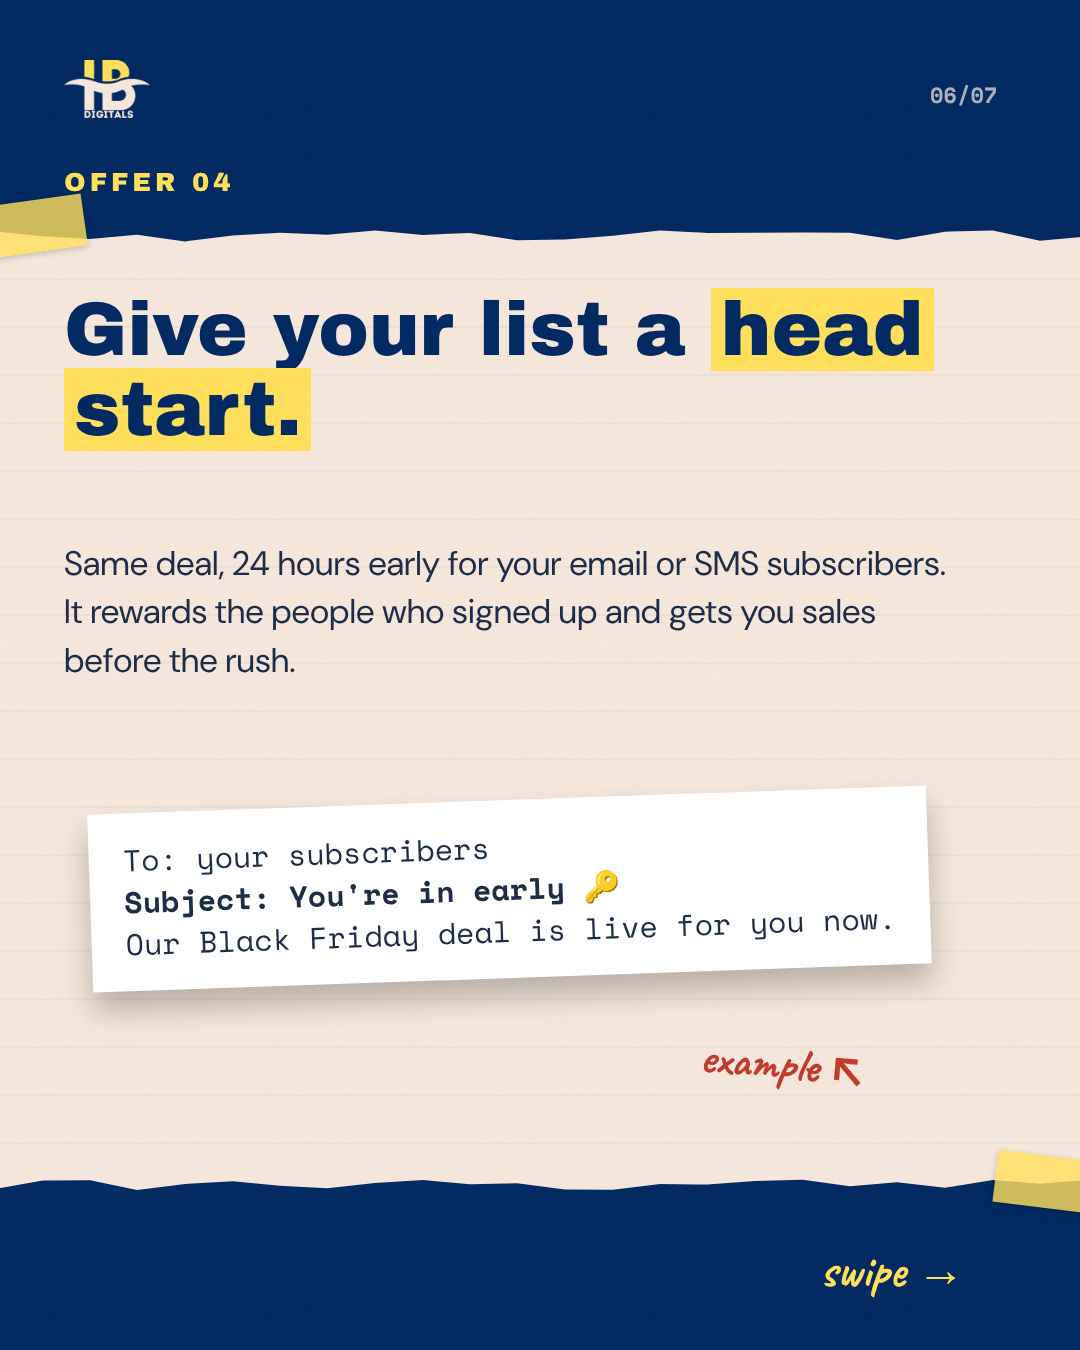 HB
DIGITALS
06/07
OFFER 04
Give your list a head
start.
Same deal, 24 hours early for your email or SMS subscribers.
It rewards the people who signed up and gets you sales
before the rush.
To: your subscribers
Subject: You're in early 🔑
Our Black Friday deal is live for you now.
example ↖
swipe →